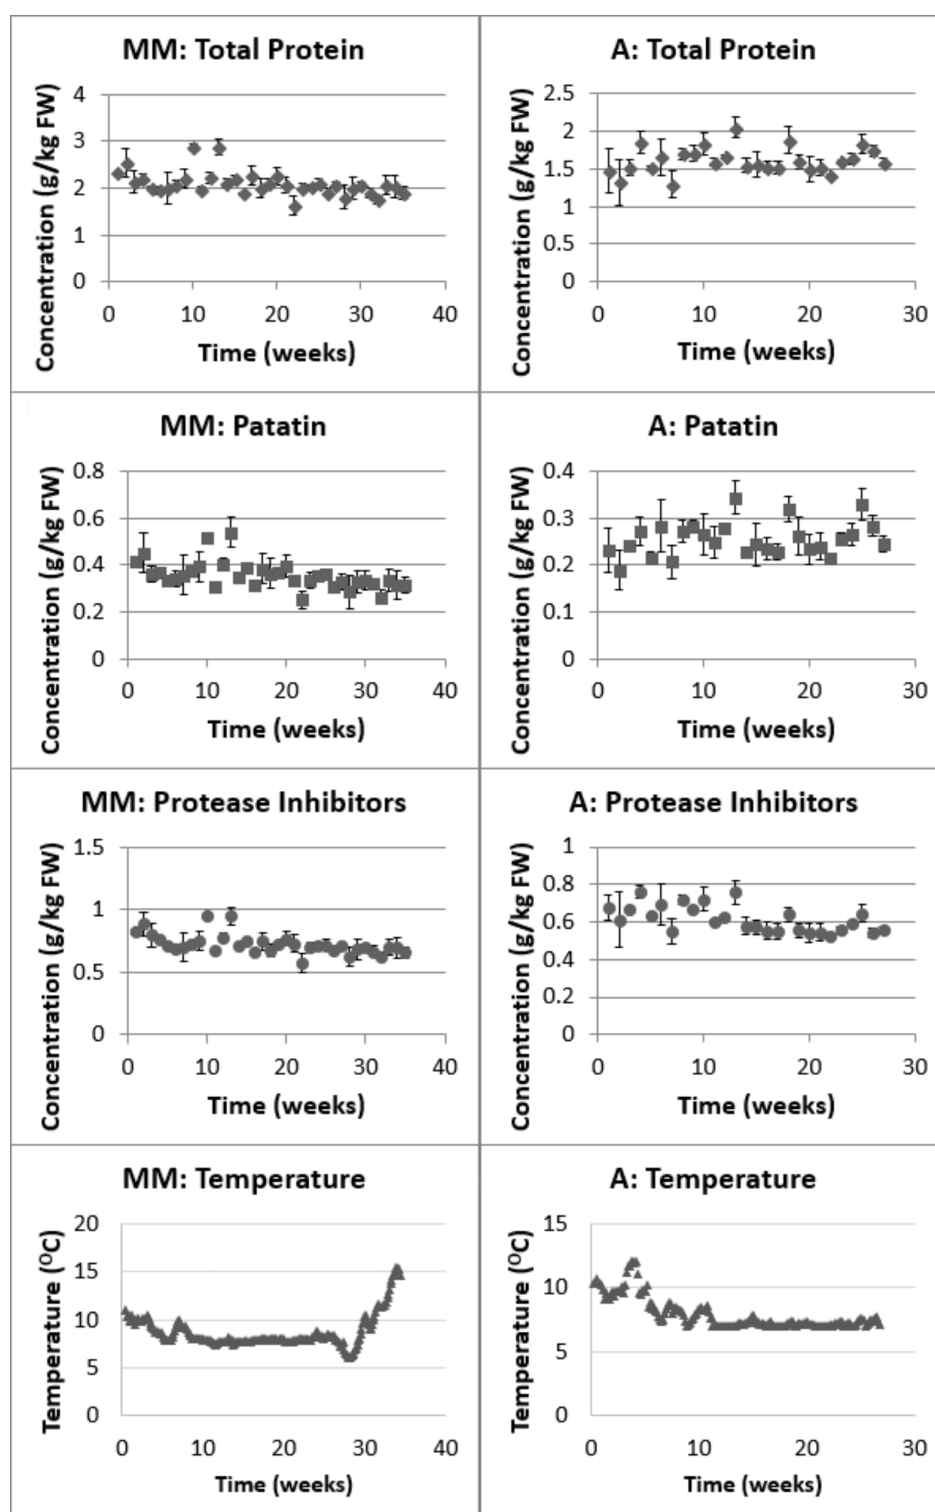 MM: Total Protein
Concentration (g/kg FW)
4
3
2
1
0
0 10 20 30 40
Time (weeks)
A: Total Protein
Concentration (g/kg FW)
2.5
2
1.5
1
0.5
0
0 10 20 30
Time (weeks)
MM: Patatin
Concentration (g/kg FW)
0.8
0.6
0.4
0.2
0
0 10 20 30 40
Time (weeks)
A: Patatin
Concentration (g/kg FW)
0.4
0.3
0.2
0.1
0
0 10 20 30
Time (weeks)
MM: Protease Inhibitors
Concentration (g/kg FW)
1.5
1
0.5
0
0 10 20 30 40
Time (weeks)
A: Protease Inhibitors
Concentration (g/kg FW)
1
0.8
0.6
0.4
0.2
0
0 10 20 30
Time (weeks)
MM: Temperature
Temperature (ᴼC)
20
15
10
5
0
0 10 20 30 40
Time (weeks)
A: Temperature
Temperature (ᴼC)
15
10
5
0
0 10 20 30
Time (weeks)